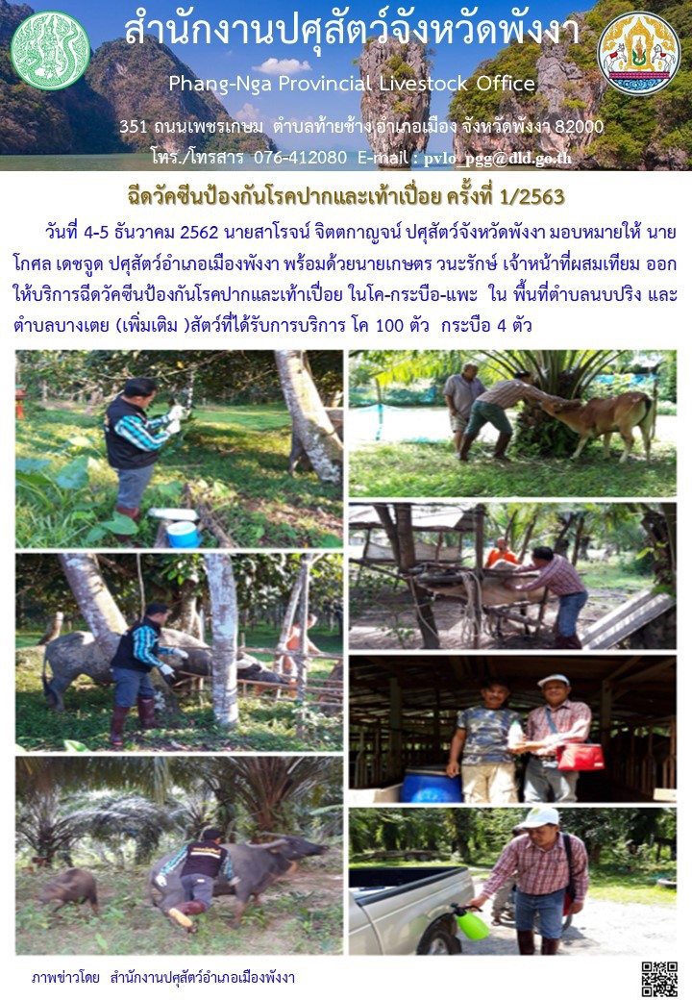 สำนักงานปศุสัตว์จังหวัดพังงา
Phang-Nga Provincial Livestock Office
351 ถนนเพชรเกษม ตำบลท้ายช้าง อำเภอเมือง จังหวัดพังงา 82000
โทร./โทรสาร 076-412080 E-mail : pvlo_pgg@dld.go.th
ฉีดวัคซีนป้องกันโรคปากและเท้าเปื่อย ครั้งที่ 1/2563
วันที่ 4-5 ธันวาคม 2562 นายสาโรจน์ จิตตกาญจน์ ปศุสัตว์จังหวัดพังงา มอบหมายให้ นาย
โกศล เดชจูด ปศุสัตว์อำเภอเมืองพังงา พร้อมด้วยนายเกษตร วนะรักษ์ เจ้าหน้าที่ผสมเทียม ออก
ให้บริการฉีดวัคซีนป้องกันโรคปากและเท้าเปื่อย ในโค-กระบือ-แพะ ใน พื้นที่ตำบลนบปริง และ
ตำบลบางเตย (เพิ่มเติม )สัตว์ที่ได้รับการบริการ โค 100 ตัว กระบือ 4 ตัว
ภาพข่าวโดย สำนักงานปศุสัตว์อำเภอเมืองพังงา